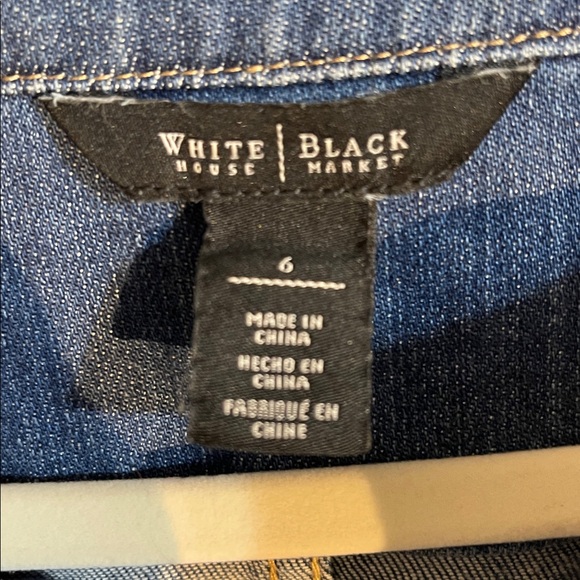 WHITE | BLACK
HOUSE MARKET
6
MADE IN
CHINA
HECHO EN
CHINA
FABRIQUÉ EN
CHINE